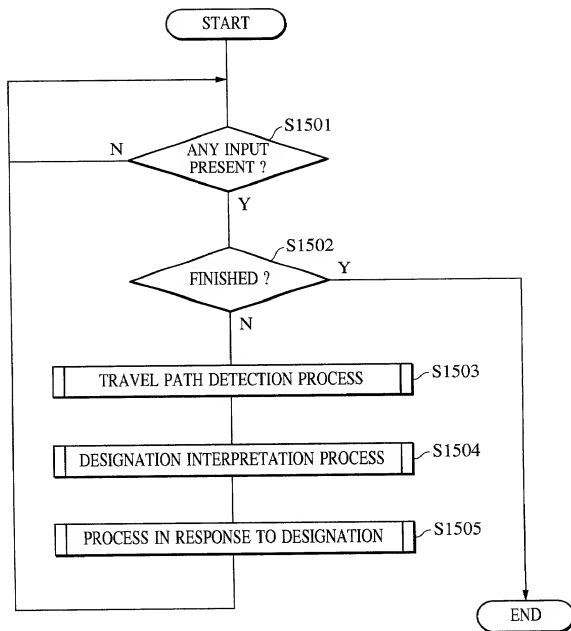 START
S1501
N
ANY INPUT
PRESENT ?
Y
S1502
FINISHED ?
Y
N
TRAVEL PATH DETECTION PROCESS
S1503
DESIGNATION INTERPRETATION PROCESS
S1504
PROCESS IN RESPONSE TO DESIGNATION
S1505
END